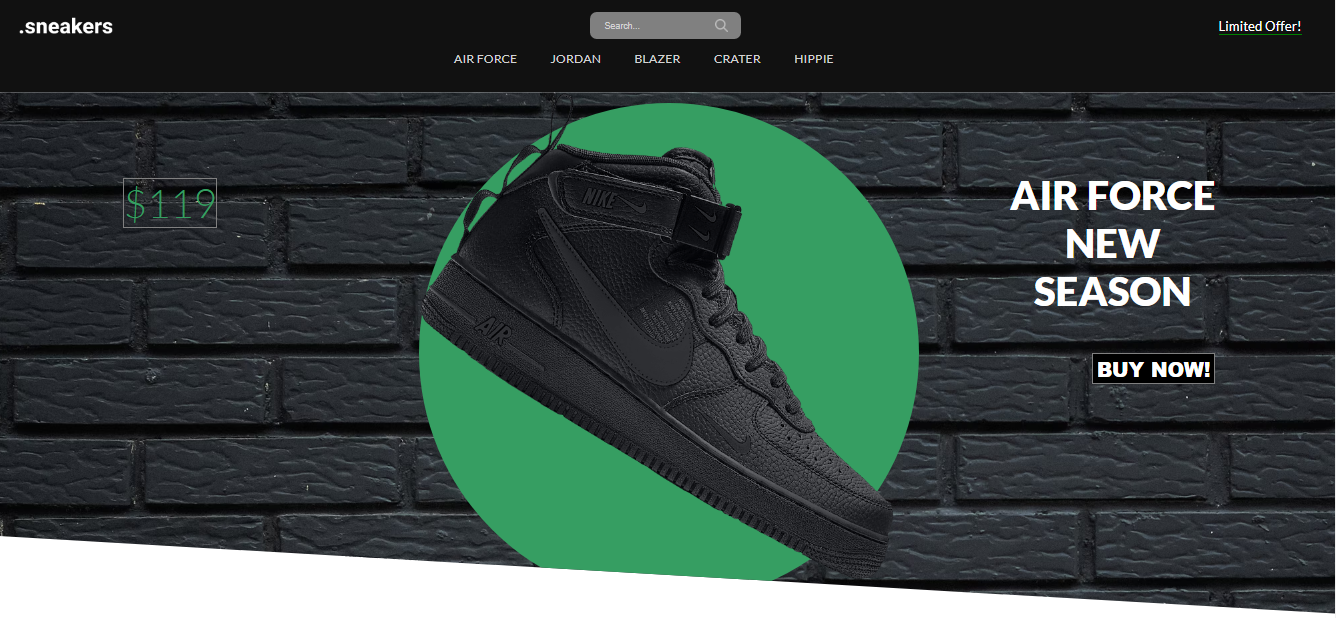 .sneakers
Search...
Limited Offer!
AIR FORCE
JORDAN
BLAZER
CRATER
HIPPIE
$119
NIKE
AIR
AIR FORCE
NEW
SEASON
BUY NOW!